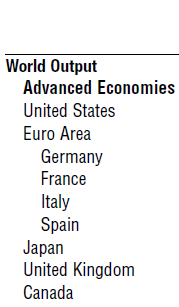 World Output
Advanced Economies
United States
Euro Area
Germany
France
Italy
Spain
Japan
United Kingdom
Canada